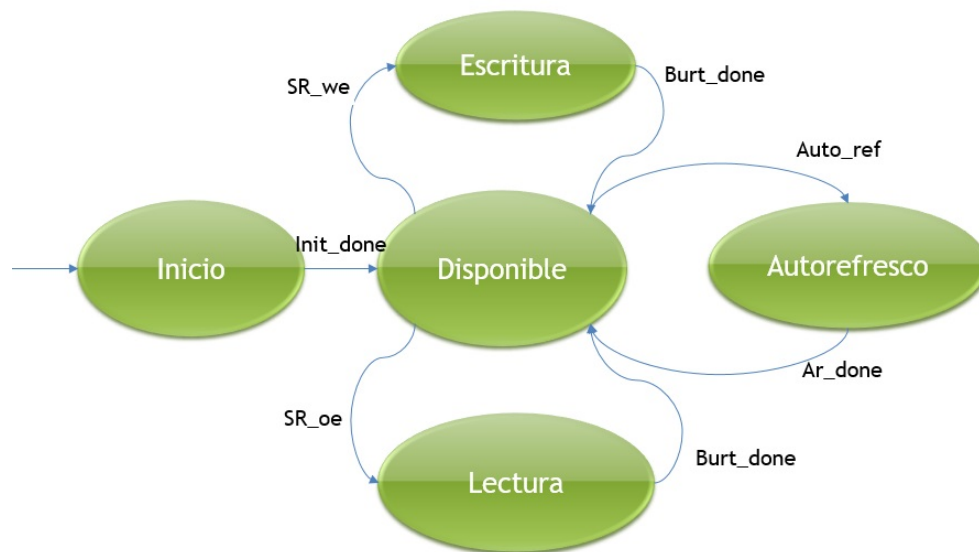 Escritura
SR_we
Burt_done
Auto_ref
Init_done
Inicio
Disponible
Autorefresco
Ar_done
SR_oe
Burt_done
Lectura